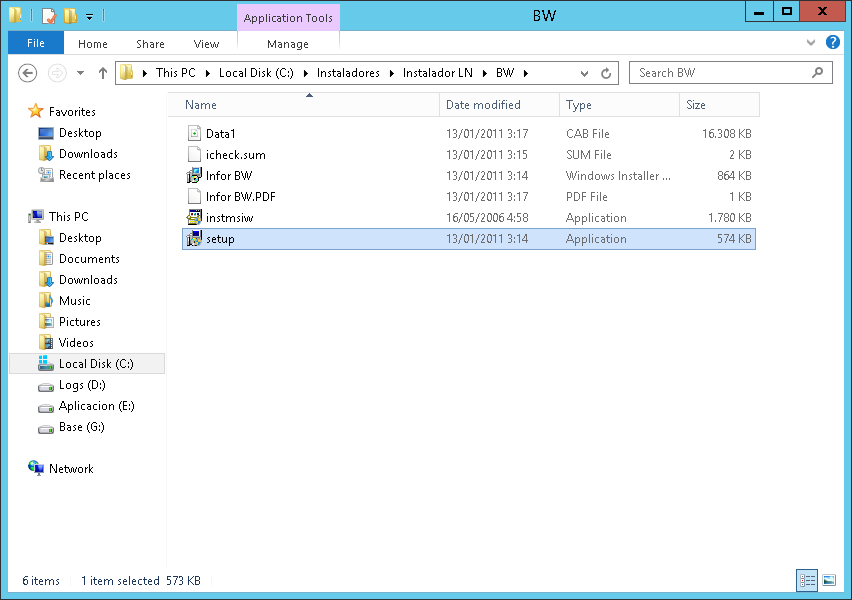 Application Tools
BW
File Home Share View Manage
This PC Local Disk (C:) Instaladores Instalador LN BW
Search BW
Name Date modified Type Size
Favorites
Desktop
Downloads
Recent places
This PC
Desktop
Documents
Downloads
Music
Pictures
Videos
Local Disk (C:)
Logs (D:)
Aplicacion (E:)
Base (G:)
Network
Data1 13/01/2011 3:17 CAB File 16.308 KB
icheck.sum 13/01/2011 3:15 SUM File 2 KB
Infor BW 13/01/2011 3:14 Windows Installer ... 864 KB
Infor BW.PDF 13/01/2011 3:17 PDF File 1 KB
instmsiw 16/05/2006 4:58 Application 1.780 KB
setup 13/01/2011 3:14 Application 574 KB
6 items 1 item selected 573 KB